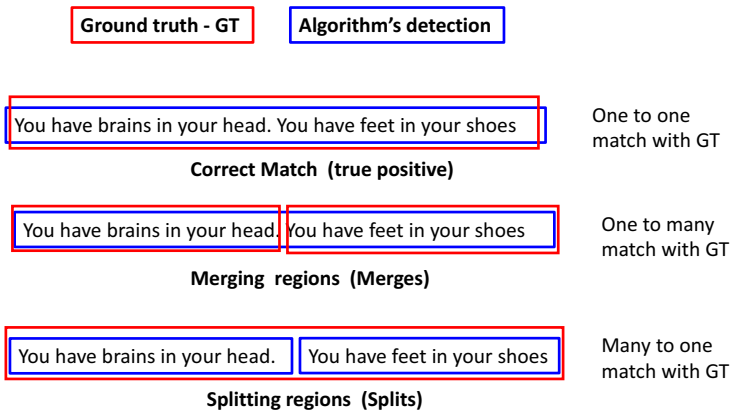 Ground truth - GT
Algorithm's detection
You have brains in your head. You have feet in your shoes
One to one
match with GT
Correct Match (true positive)
You have brains in your head. You have feet in your shoes
One to many
match with GT
Merging regions (Merges)
You have brains in your head.
You have feet in your shoes
Many to one
match with GT
Splitting regions (Splits)